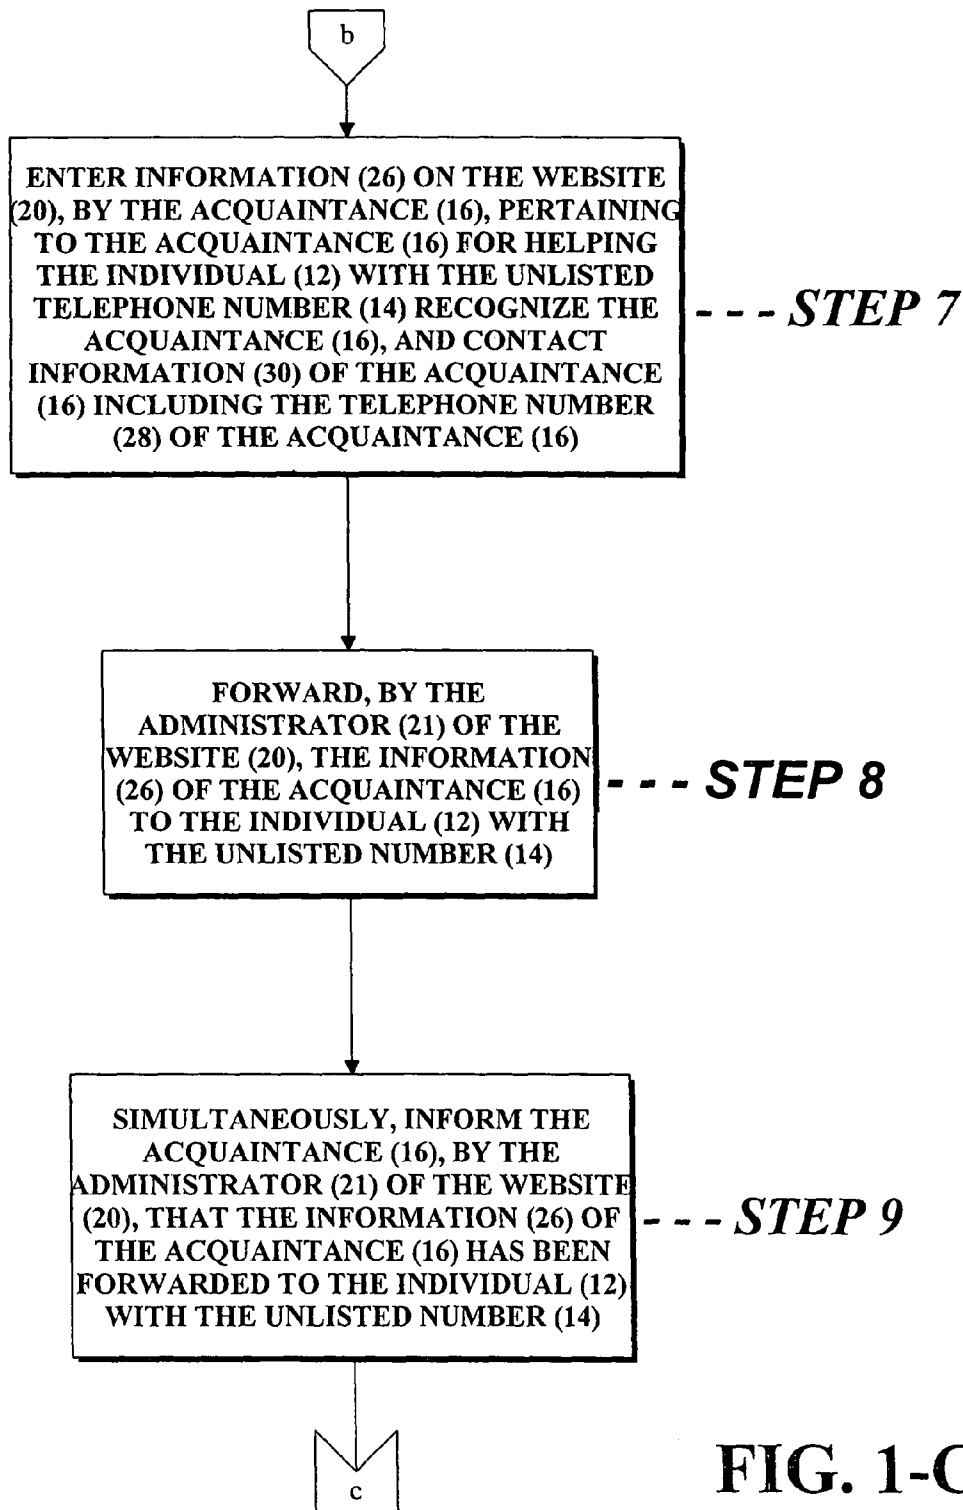 b
ENTER INFORMATION (26) ON THE WEBSITE
(20), BY THE ACQUAINTANCE (16), PERTAINING
TO THE ACQUAINTANCE (16) FOR HELPING
THE INDIVIDUAL (12) WITH THE UNLISTED
TELEPHONE NUMBER (14) RECOGNIZE THE
ACQUAINTANCE (16), AND CONTACT
INFORMATION (30) OF THE ACQUAINTANCE
(16) INCLUDING THE TELEPHONE NUMBER
(28) OF THE ACQUAINTANCE (16)
--- STEP 7
FORWARD, BY THE
ADMINISTRATOR (21) OF THE
WEBSITE (20), THE INFORMATION
(26) OF THE ACQUAINTANCE (16)
TO THE INDIVIDUAL (12) WITH
THE UNLISTED NUMBER (14)
--- STEP 8
SIMULTANEOUSLY, INFORM THE
ACQUAINTANCE (16), BY THE
ADMINISTRATOR (21) OF THE WEBSITE
(20), THAT THE INFORMATION (26) OF
THE ACQUAINTANCE (16) HAS BEEN
FORWARDED TO THE INDIVIDUAL (12)
WITH THE UNLISTED NUMBER (14)
--- STEP 9
c
FIG. 1-C